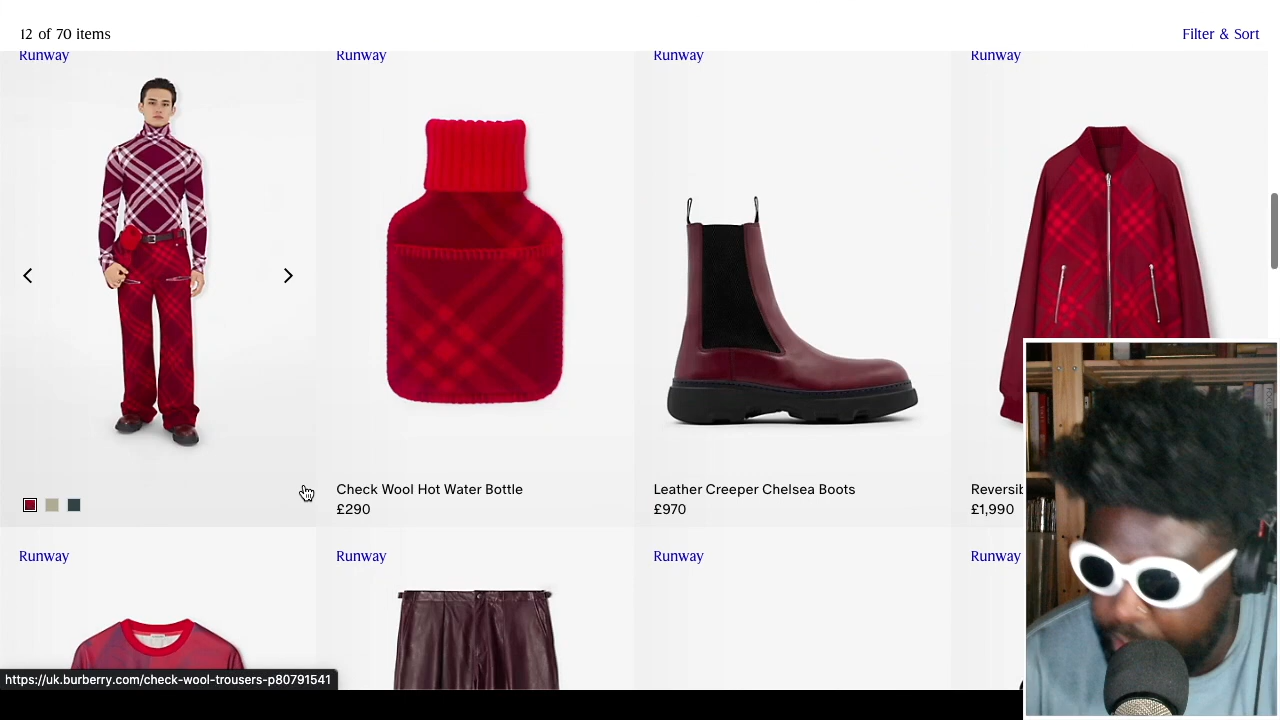 12 of 70 items
Filter & Sort
Runway
Runway
Runway
Runway
Check Wool Hot Water Bottle
£290
Leather Creeper Chelsea Boots
£970
£1,990
Runway
Runway
Runway
Runway
https://uk.burberry.com/check-wool-trousers-p80791541